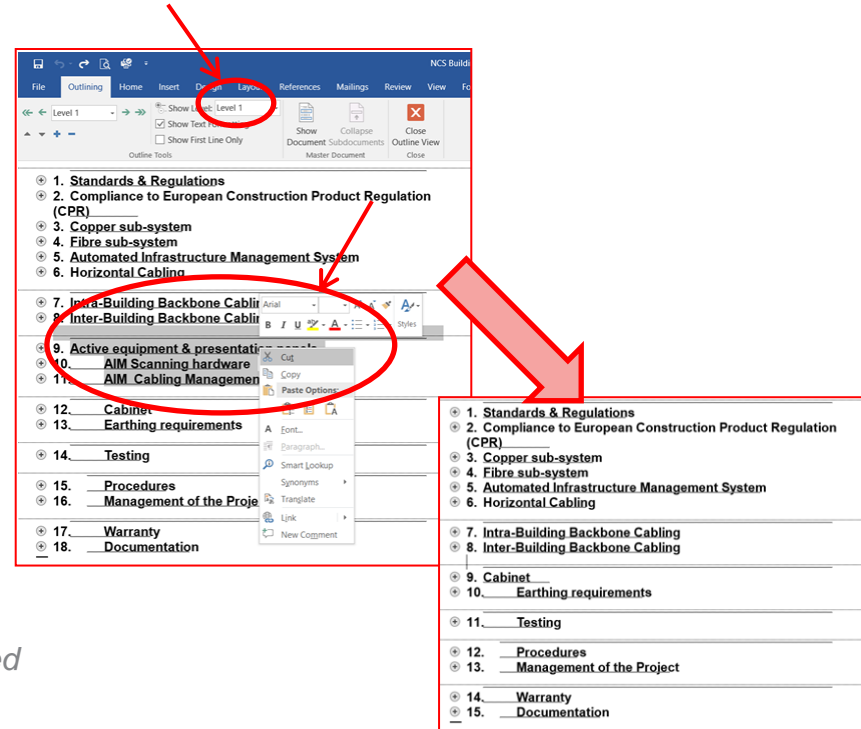 NCS Buildi
File Outlining Home Insert Design Layou References Mailings Review View Fo
Level 1
Show Level: Level 1
Show Text Fo
Show First Line Only
Show Document
Collapse Subdocuments
Close Outline View
Outline Tools
Master Document
Close
1. Standards & Regulations
2. Compliance to European Construction Product Regulation
(CPR)
3. Copper sub-system
4. Fibre sub-system
5. Automated Infrastructure Management System
6. Horizontal Cabling
7. Intra-Building Backbone Cablin
8. Inter-Building Backbone Cablin
9. Active equipment & presentation panels
10. AIM Scanning hardware
11. AIM Cabling Managemen
12. Cabinet
13. Earthing requirements
14. Testing
15. Procedures
16. Management of the Proje
17. Warranty
18. Documentation
Arial
B I U A Styles
Cut
Copy
Paste Options:
Font...
Paragraph...
Smart Lookup
Synonyms
Translate
Link
New Comment
1. Standards & Regulations
2. Compliance to European Construction Product Regulation
(CPR)
3. Copper sub-system
4. Fibre sub-system
5. Automated Infrastructure Management System
6. Horizontal Cabling
7. Intra-Building Backbone Cabling
8. Inter-Building Backbone Cabling
9. Cabinet
10. Earthing requirements
11. Testing
12. Procedures
13. Management of the Project
14. Warranty
15. Documentation
ed